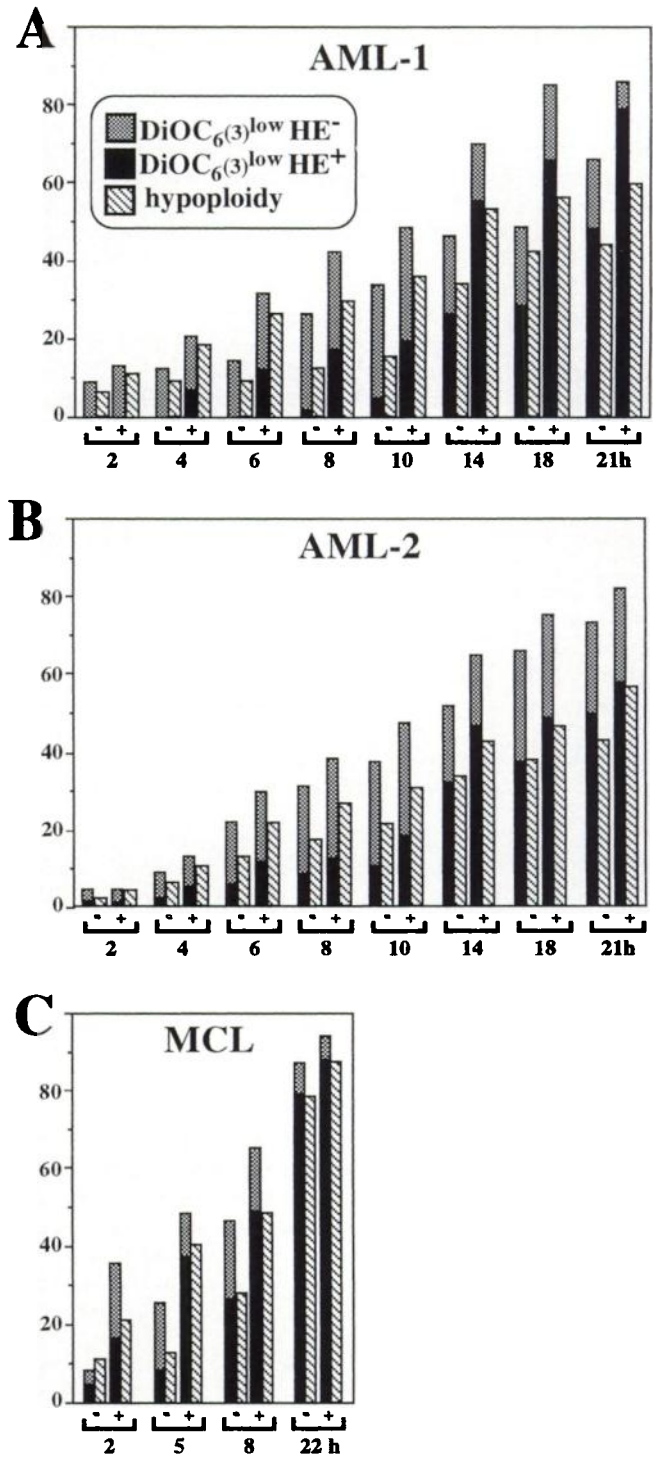 A
AML-1
DiOC6(3)low HE-
DiOC6(3)low HE+
hypoploidy
80
60
40
20
0
- + - + - + - + - + - + - + - +
2 4 6 8 10 14 18 21h
B
AML-2
80
60
40
20
0
- + - + - + - + - + - + - + - +
2 4 6 8 10 14 18 21h
C
MCL
80
60
40
20
0
- + - + - + - +
2 5 8 22 h